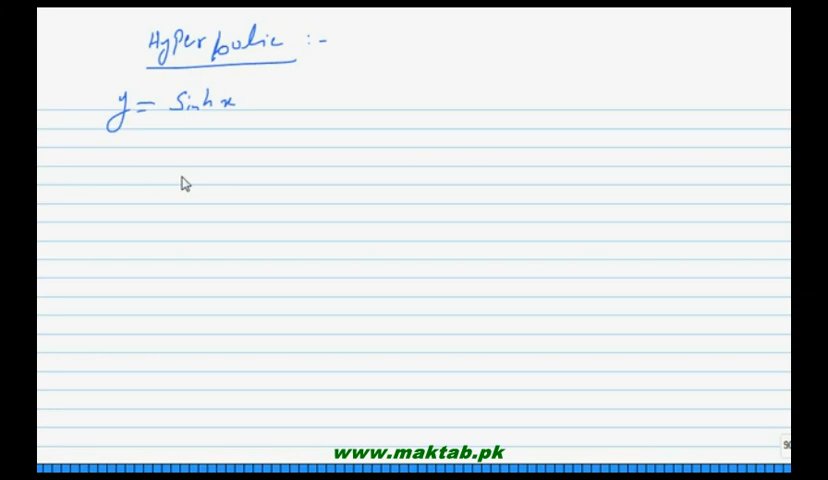 Hyperbolic :-
y = Sinh x
www.maktab.pk